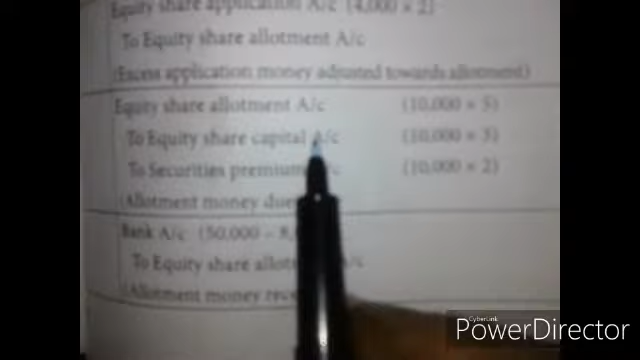 Equity share application A/c (4,000 × 2)
To Equity share allotment A/c
(Excess application money adjusted towards allotment)
Equity share allotment A/c (10,000 × 5)
To Equity share capital A/c (10,000 × 3)
To Securities premium A/c (10,000 × 2)
(Allotment money due
Bank A/c (50,000 – 8,
To Equity share allot A/c
(Allotment money rece
CyberLink
PowerDirector